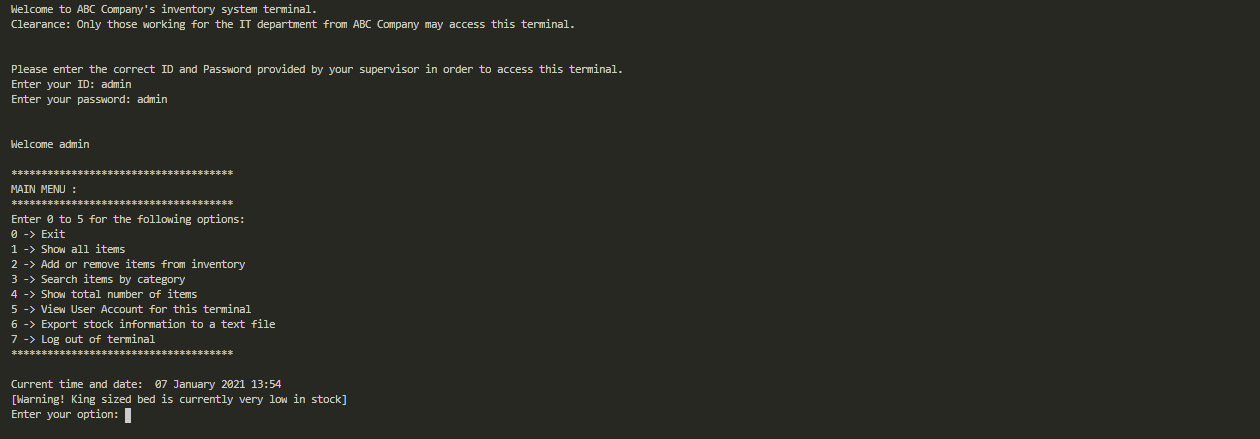 Welcome to ABC Company's inventory system terminal.
Clearance: Only those working for the IT department from ABC Company may access this terminal.
Please enter the correct ID and Password provided by your supervisor in order to access this terminal.
Enter your ID: admin
Enter your password: admin
Welcome admin
*************************************
MAIN MENU :
*************************************
Enter 0 to 5 for the following options:
0 -> Exit
1 -> Show all items
2 -> Add or remove items from inventory
3 -> Search items by category
4 -> Show total number of items
5 -> View User Account for this terminal
6 -> Export stock information to a text file
7 -> Log out of terminal
*************************************
Current time and date:  07 January 2021 13:54
[Warning! King sized bed is currently very low in stock]
Enter your option: